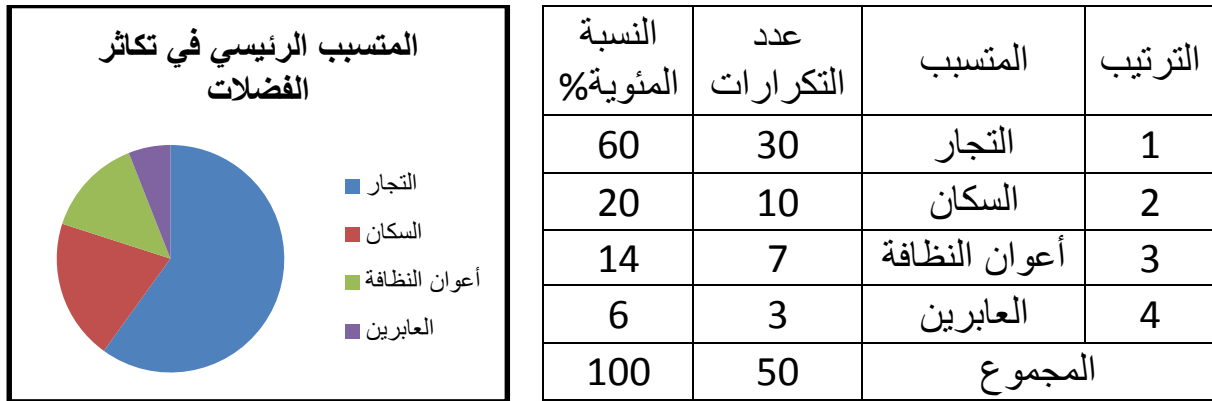 المتسبب الرئيسي في تكاثر
الفضلات
التجار
السكان
أعوان النظافة
العابرين
الترتيب المتسبب عدد التكرارات النسبة المئوية%
1 التجار 30 60
2 السكان 10 20
3 أعوان النظافة 7 14
4 العابرين 3 6
المجموع 50 100